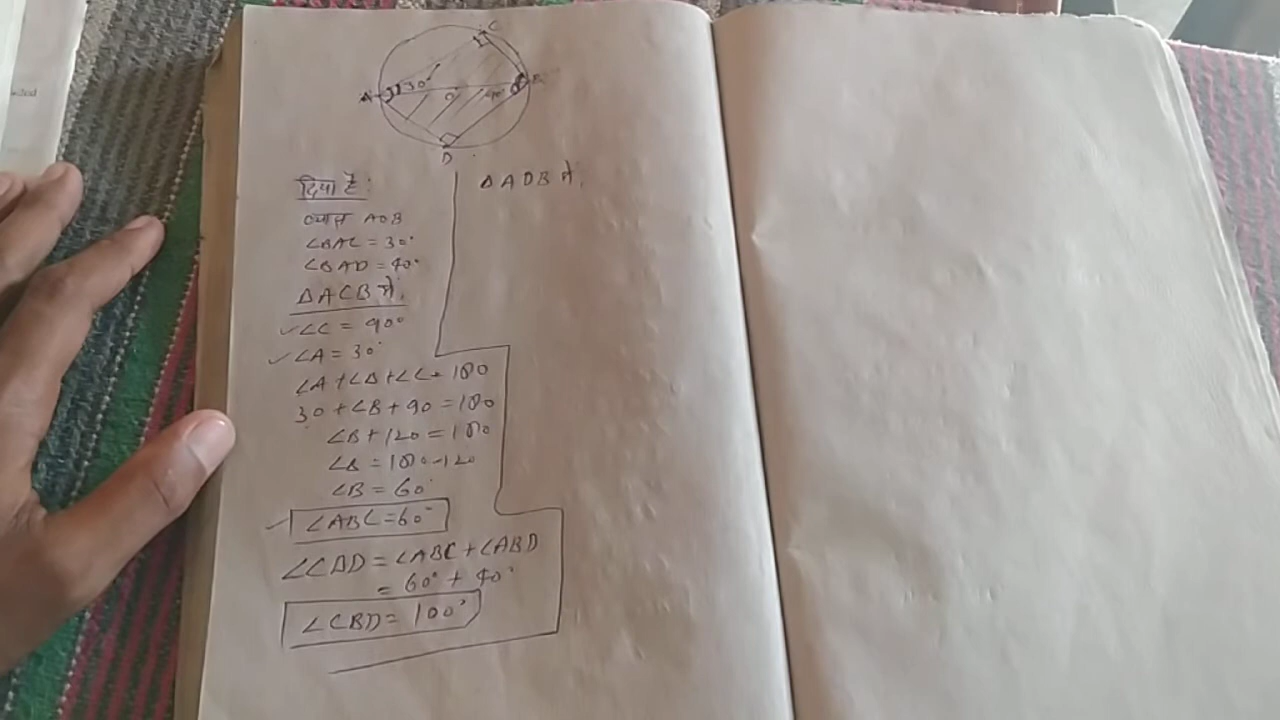 C
A 30°
O 40° B
D
दिया है:
व्यास AOB
∠BAC = 30°
∠BAD = 40°
ΔACB में,
∠C = 90°
∠A = 30°
∠A + ∠B + ∠C = 180
30 + ∠B + 90 = 180
∠B + 120 = 180
∠B = 180 - 120
∠B = 60°
∠ABC = 60°
∠CBD = ∠ABC + ∠ABD
= 60° + 40°
∠CBD = 100°
ΔADB में,